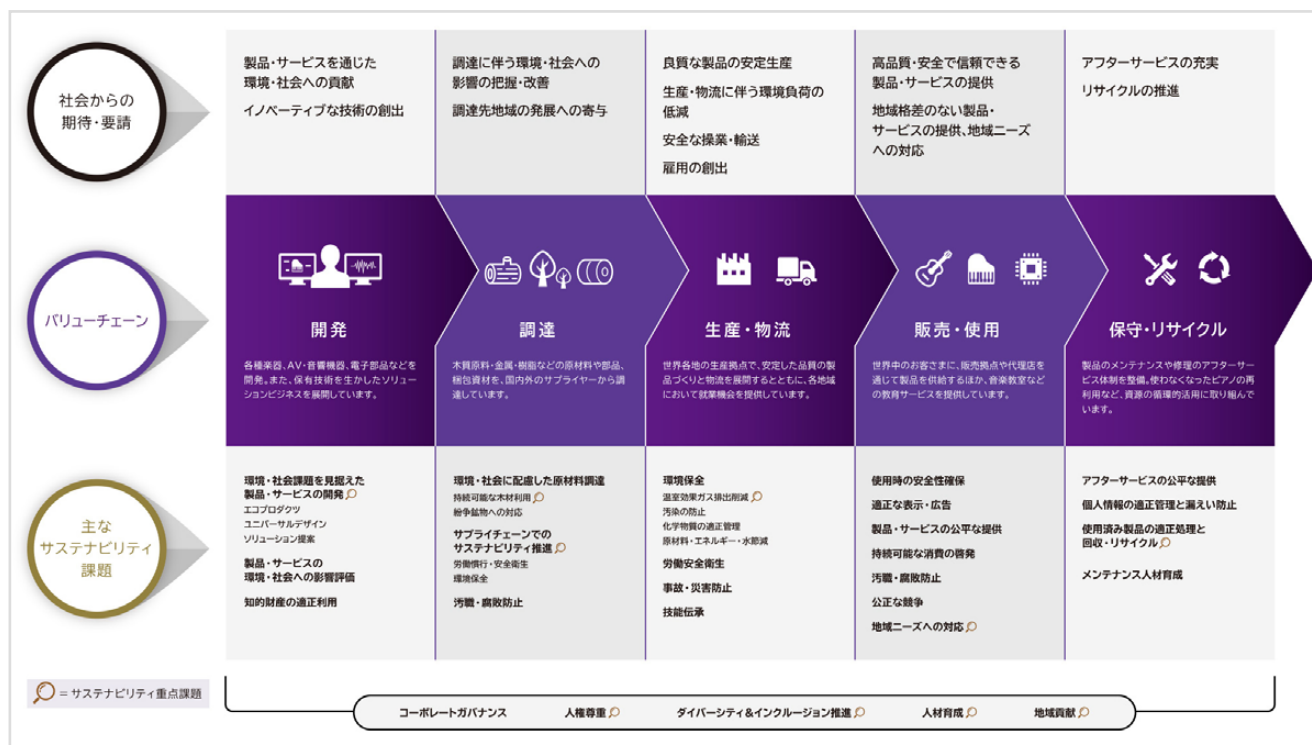 社会からの
期待・要請
製品・サービスを通じた
環境・社会への貢献
イノベーティブな技術の創出
調達に伴う環境・社会への
影響の把握・改善
調達先地域の発展への寄与
良質な製品の安定生産
生産・物流に伴う環境負荷の
低減
安全な操業・輸送
雇用の創出
高品質・安全で信頼できる
製品・サービスの提供
地域格差のない製品・
サービスの提供、地域ニーズ
への対応
アフターサービスの充実
リサイクルの推進
バリューチェーン
開発
各種楽器、AV・音響機器、電子部品などを
開発。また、保有技術を生かしたソリュー
ションビジネスを展開しています。
調達
木質原料・金属・樹脂などの原材料や部品、
梱包資材を、国内外のサプライヤーから調
達しています。
生産・物流
世界各地の生産拠点で、安定した品質の製
品づくりと物流を展開するとともに、各地域
において就業機会を提供しています。
販売・使用
世界中のお客さまに、販売拠点や代理店を
通じて製品を供給するほか、音楽教室など
の教育サービスを提供しています。
保守・リサイクル
製品のメンテナンスや修理のアフターサー
ビス体制を整備。使わなくなったピアノの再
利用など、資源の循環的活用に取り組んで
います。
主な
サステナビリティ
課題
環境・社会課題を見据えた
製品・サービスの開発
エコプロダクツ
ユニバーサルデザイン
ソリューション提案
製品・サービスの
環境・社会への影響評価
知的財産の適正利用
環境・社会に配慮した原材料調達
持続可能な木材利用
紛争鉱物への対応
サプライチェーンでの
サステナビリティ推進
労働慣行・安全衛生
環境保全
汚職・腐敗防止
環境保全
温室効果ガス排出削減
汚染の防止
化学物質の適正管理
原材料・エネルギー・水節減
労働安全衛生
事故・災害防止
技能伝承
使用時の安全性確保
適正な表示・広告
製品・サービスの公平な提供
持続可能な消費の啓発
汚職・腐敗防止
公正な競争
地域ニーズへの対応
アフターサービスの公平な提供
個人情報の適正管理と漏えい防止
使用済み製品の適正処理と
回収・リサイクル
メンテナンス人材育成
=サステナビリティ重点課題
コーポレートガバナンス 人権尊重 ダイバーシティ&インクルージョン推進 人材育成 地域貢献